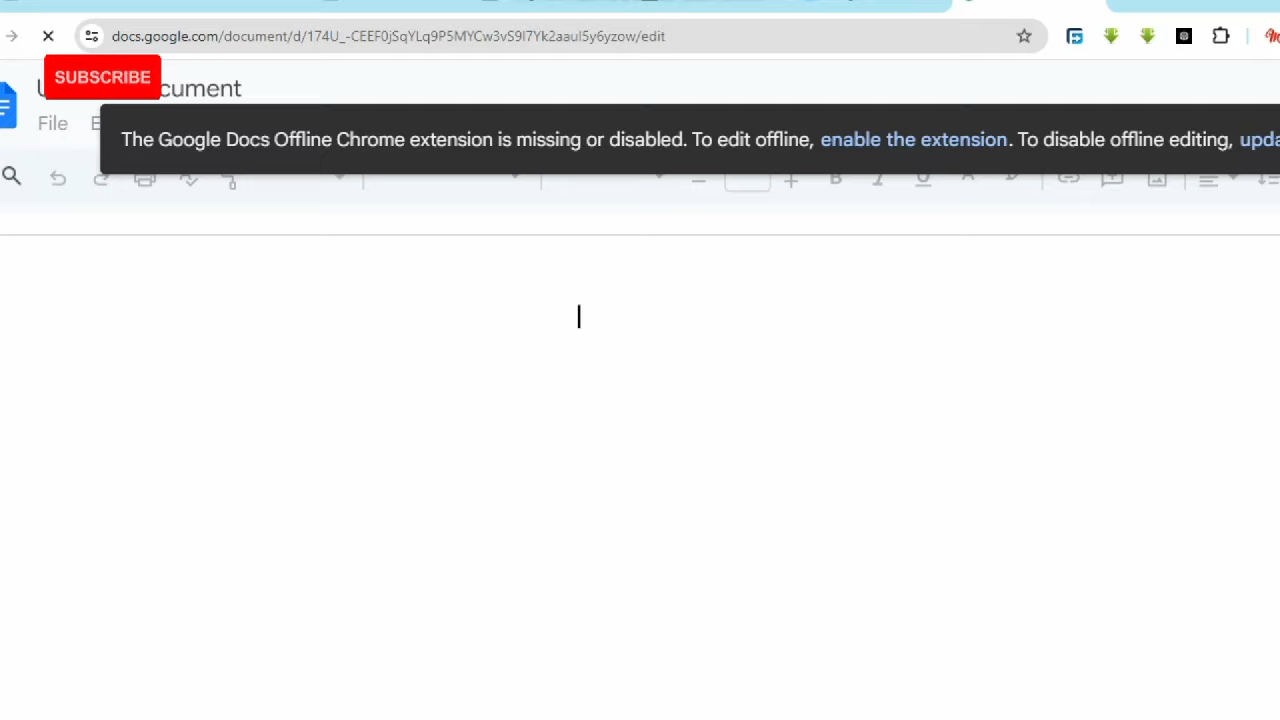 docs.google.com/document/d/174U_-CEEF0jSqYLq9P5MYCw3vS9l7Yk2aaul5y6yzow/edit
SUBSCRIBE
cument
File
The Google Docs Offline Chrome extension is missing or disabled. To edit offline, enable the extension. To disable offline editing, upda